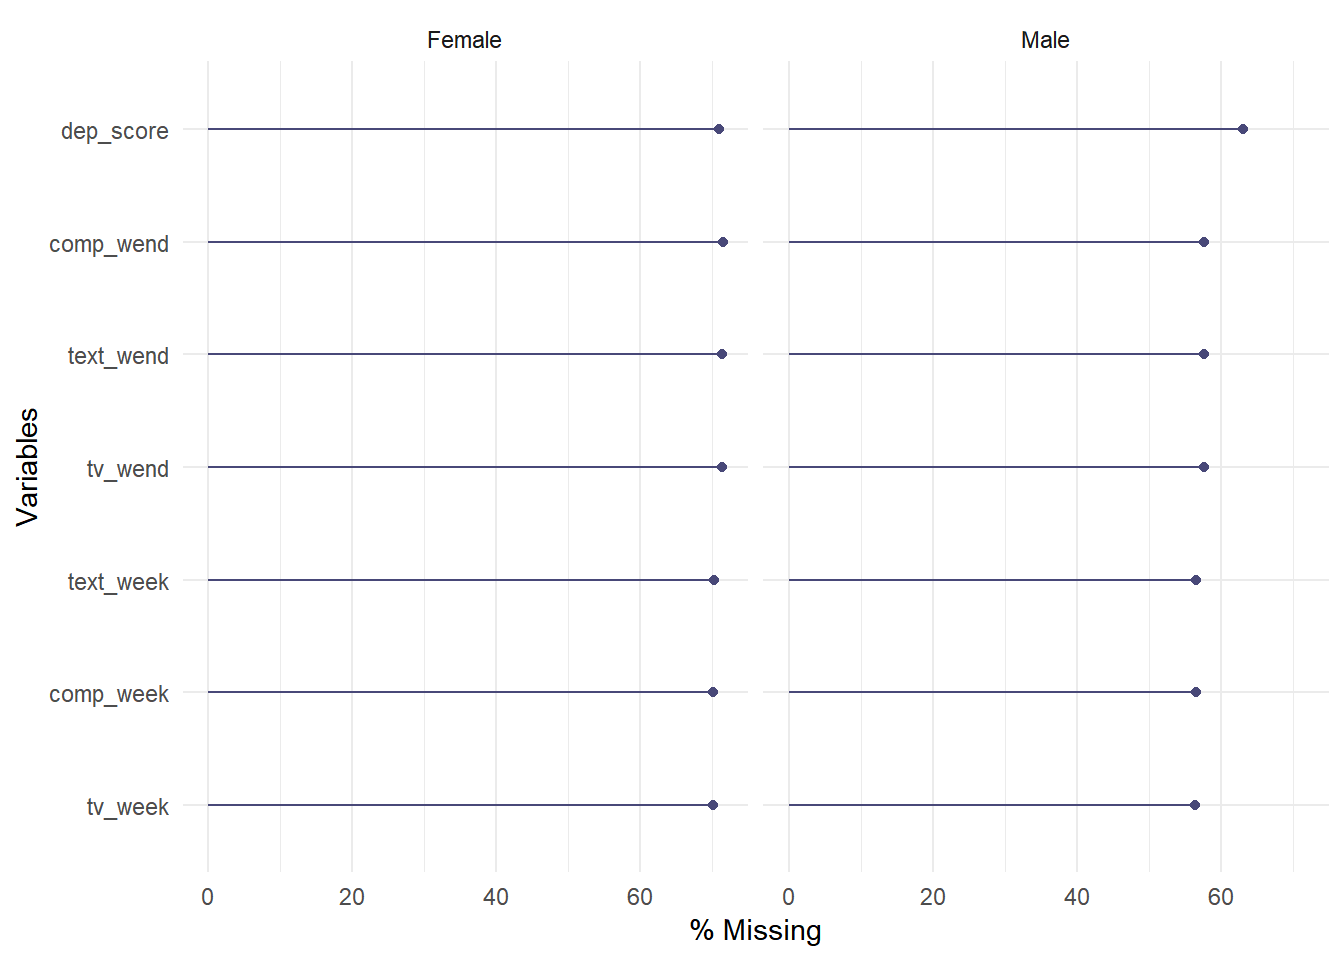 Female
Male
dep_score
comp_wend
text_wend
tv_wend
text_week
comp_week
tv_week
Variables
0 20 40 60
0 20 40 60
% Missing